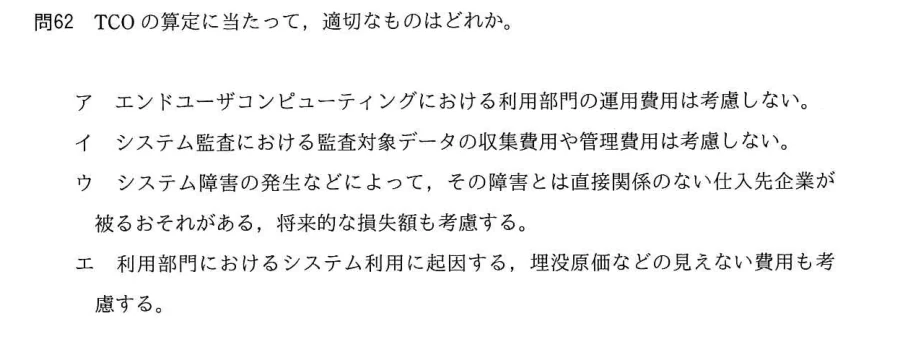 問62 TCO の算定に当たって，適切なものはどれか。
ア エンドユーザコンピューティングにおける利用部門の運用費用は考慮しない。
イ システム監査における監査対象データの収集費用や管理費用は考慮しない。
ウ システム障害の発生などによって，その障害とは直接関係のない仕入先企業が
被るおそれがある，将来的な損失額も考慮する。
エ 利用部門におけるシステム利用に起因する，埋没原価などの見えない費用も考
慮する。